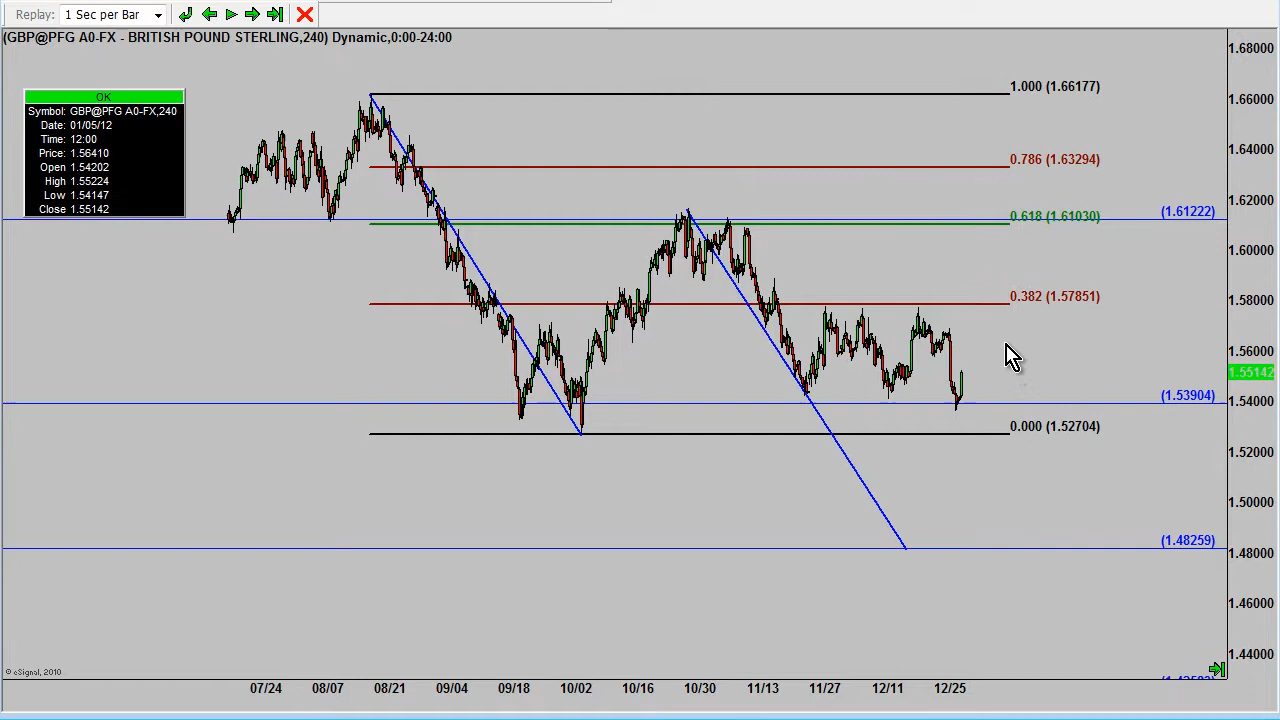 Replay: 1 Sec per Bar
(GBP@PFG A0-FX - BRITISH POUND STERLING,240) Dynamic,0:00-24:00
OK
Symbol: GBP@PFG A0-FX,240
Date: 01/05/12
Time: 12:00
Price: 1.56410
Open 1.54202
High 1.55224
Low 1.54147
Close 1.55142
1.000 (1.66177)
0.786 (1.63294)
(1.61222)
0.618 (1.61030)
0.382 (1.57851)
(1.53904)
0.000 (1.52704)
(1.48259)
1.68000
1.66000
1.64000
1.62000
1.60000
1.58000
1.56000
1.55142
1.54000
1.52000
1.50000
1.48000
1.46000
1.44000
© eSignal, 2010
07/24 08/07 08/21 09/04 09/18 10/02 10/16 10/30 11/13 11/27 12/11 12/25